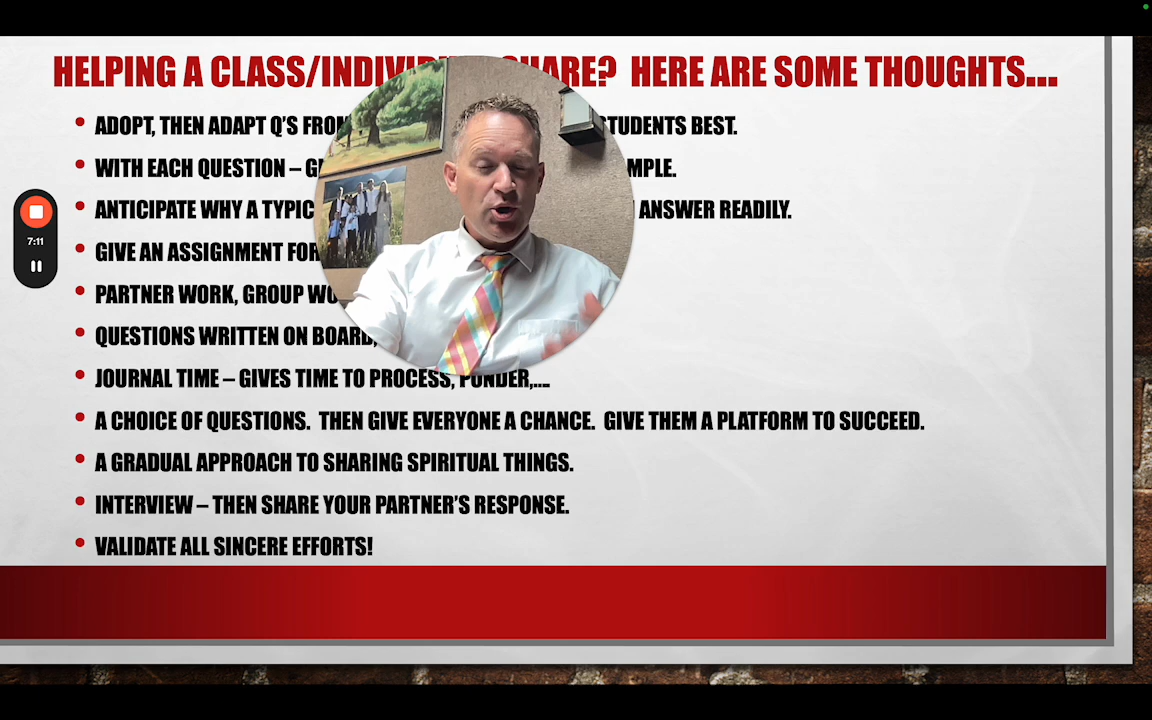 HELPING A CLASS/INDIVI SHARE? HERE ARE SOME THOUGHTS...
ADOPT, THEN ADAPT Q'S STUDENTS BEST.
WITH EACH QUESTION –
ANTICIPATE WHY A ANSWER READILY.
GIVE AN ASSIGNMENT FOR
PARTNER WORK, GROUP
QUESTIONS WRITTEN ON BOARD,
JOURNAL TIME – GIVES TIME TO PROCESS, PONDER,....
A CHOICE OF QUESTIONS. THEN GIVE EVERYONE A CHANCE. GIVE THEM A PLATFORM TO SUCCEED.
A GRADUAL APPROACH TO SHARING SPIRITUAL THINGS.
INTERVIEW – THEN SHARE YOUR PARTNER'S RESPONSE.
VALIDATE ALL SINCERE EFFORTS!
7:11